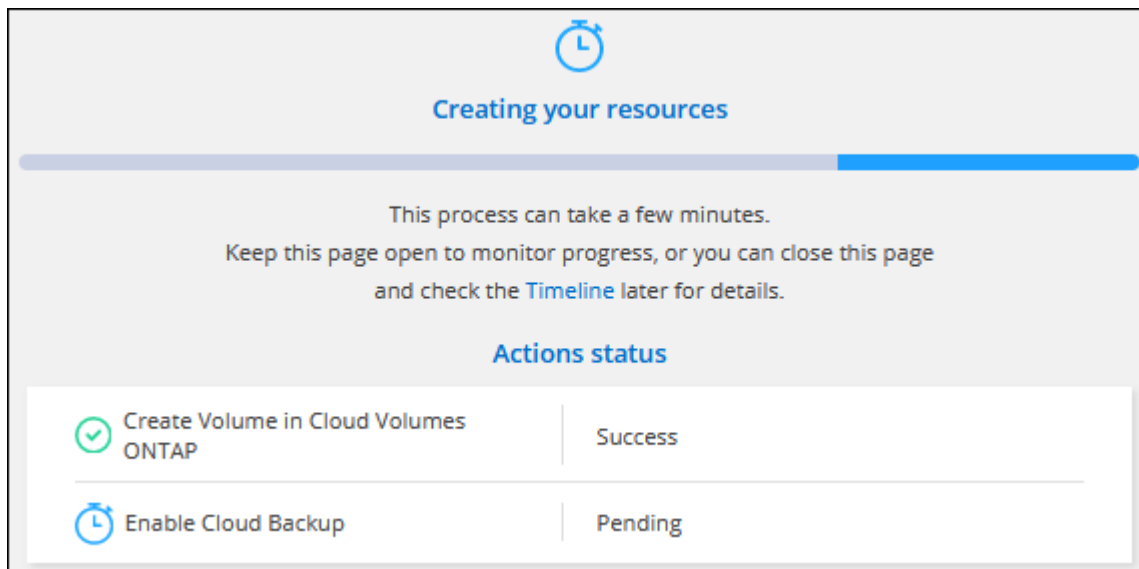 Creating your resources
This process can take a few minutes.
Keep this page open to monitor progress, or you can close this page
and check the Timeline later for details.
Actions status
Create Volume in Cloud Volumes
ONTAP
Success
Enable Cloud Backup
Pending